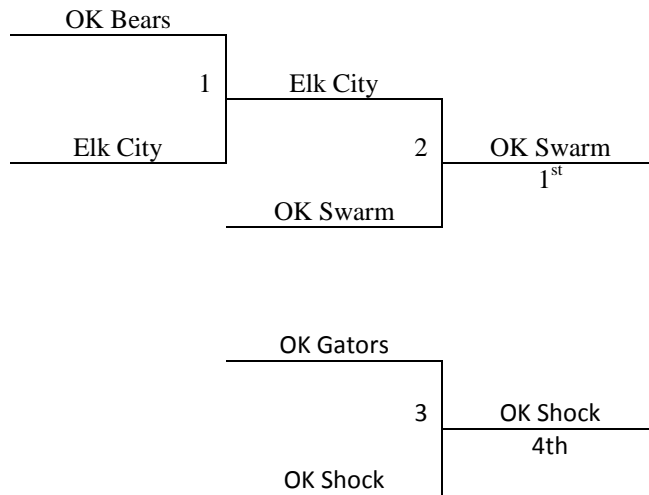 OK Bears
1
Elk City
Elk City
2
OK Swarm
OK Swarm
1st
OK Gators
3
OK Shock
OK Shock
4th